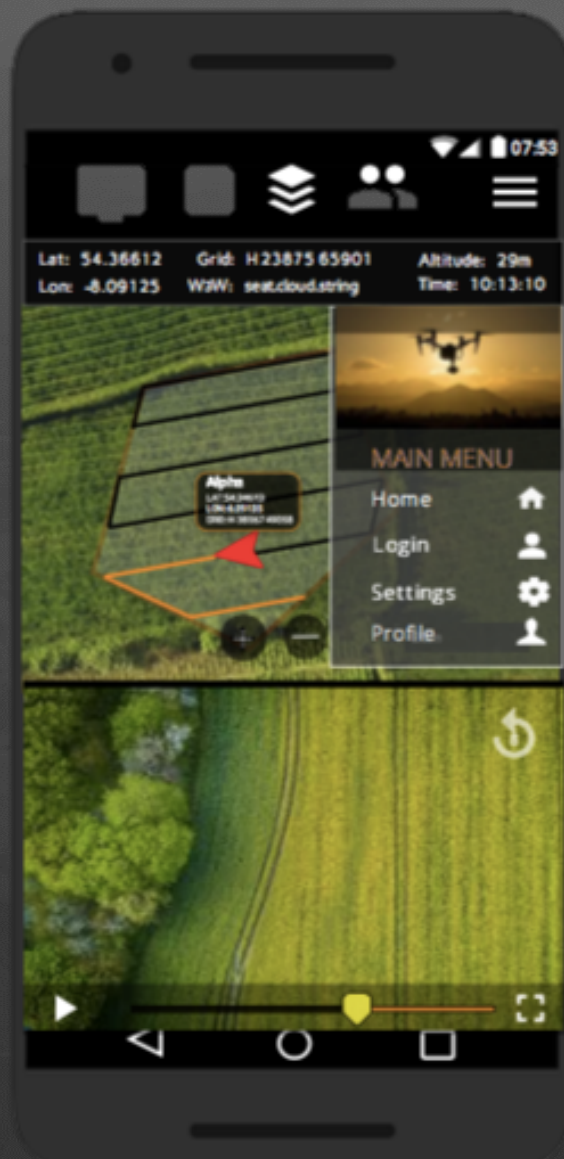 07:53
Lat: 54.36612 Grid: H 23875 65901 Altitude: 29m
Lon: -8.09125 W3W: seat.cloud.string Time: 10:13:10
Alpha
MAIN MENU
Home
Login
Settings
Profile